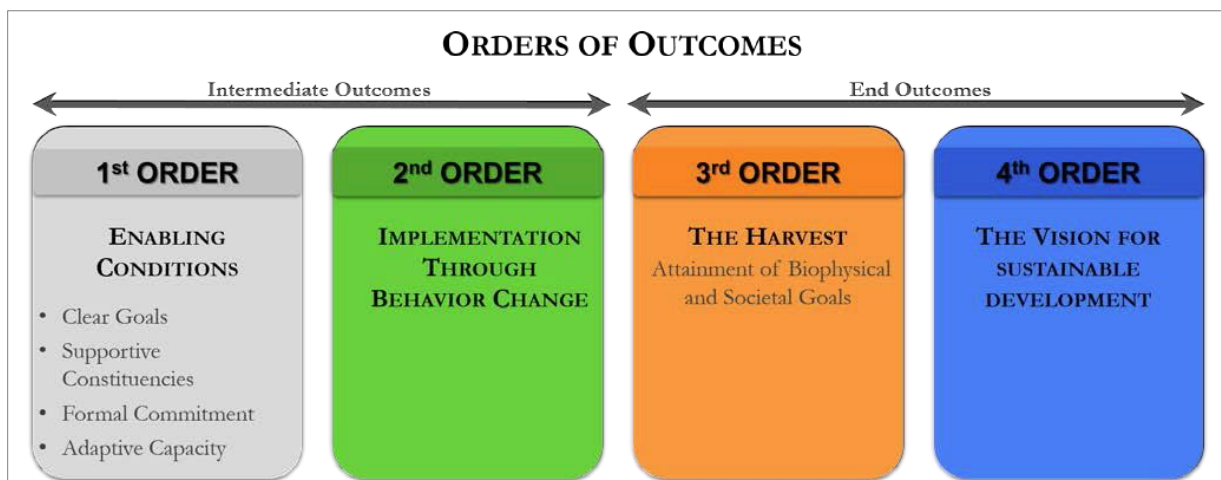 ORDERS OF OUTCOMES
Intermediate Outcomes
End Outcomes
1st ORDER
ENABLING
CONDITIONS
• Clear Goals
• Supportive
Constituencies
• Formal Commitment
• Adaptive Capacity
2nd ORDER
IMPLEMENTATION
THROUGH
BEHAVIOR CHANGE
3rd ORDER
THE HARVEST
Attainment of Biophysical
and Societal Goals
4th ORDER
THE VISION FOR
SUSTAINABLE
DEVELOPMENT